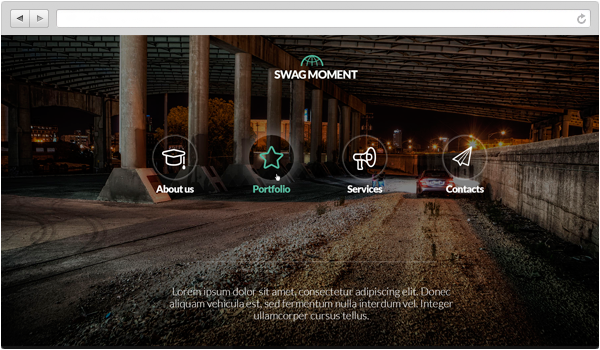 SWAG MOMENT
About us
Portfolio
Services
Contacts
Lorem ipsum dolor sit amet, consectetur adipiscing elit. Donec
aliquam vehicula est, sed fermentum nulla interdum vel. Integer
ullamcorper cursus tellus.